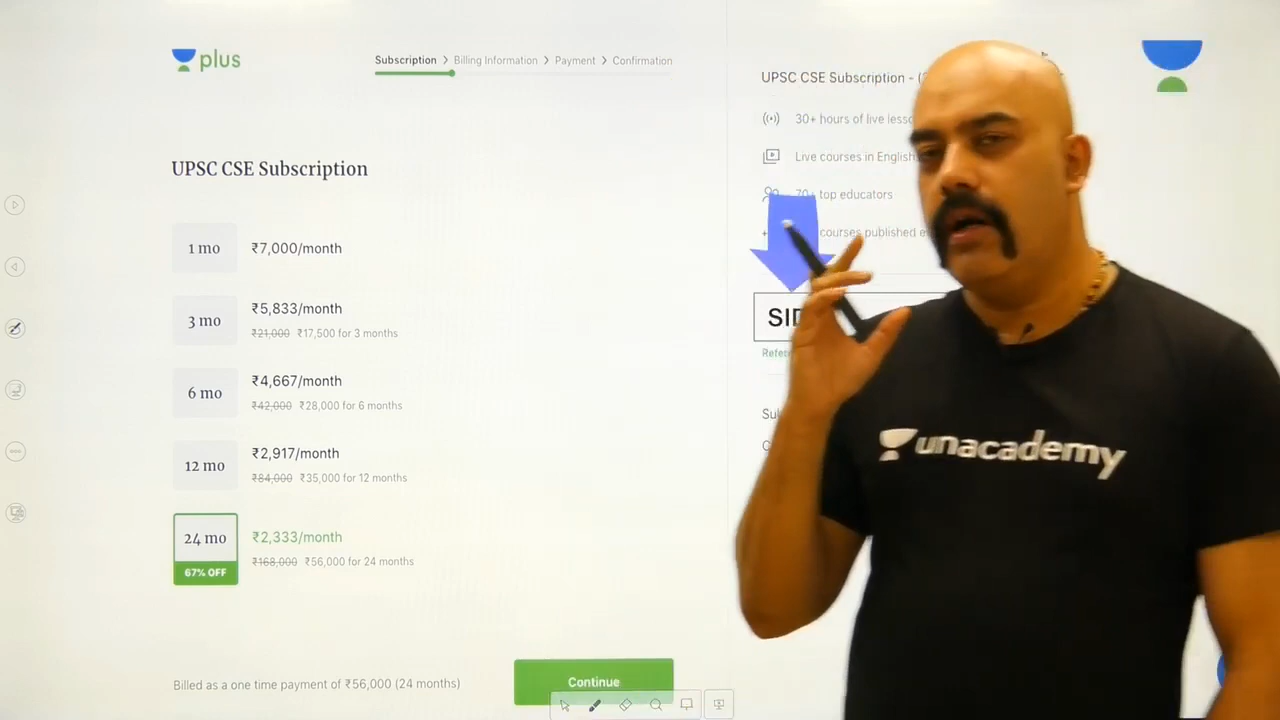 plus
Subscription > Billing Information > Payment > Confirmation
UPSC CSE Subscription
1 mo ₹7,000/month
3 mo ₹5,833/month
₹21,000 ₹17,500 for 3 months
6 mo ₹4,667/month
₹42,000 ₹28,000 for 6 months
12 mo ₹2,917/month
₹84,000 ₹35,000 for 12 months
24 mo ₹2,333/month
67% OFF ₹168,000 ₹56,000 for 24 months
Billed as a one time payment of ₹56,000 (24 months)
Continue
UPSC CSE Subscription - (
30+ hours of live
Live courses in English
70+ top educators
courses published
unacademy